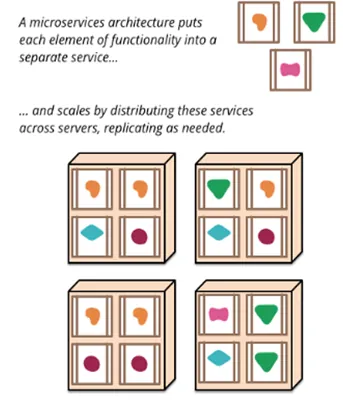 A microservices architecture puts
each element of functionality into a
separate service...
... and scales by distributing these services
across servers, replicating as needed.